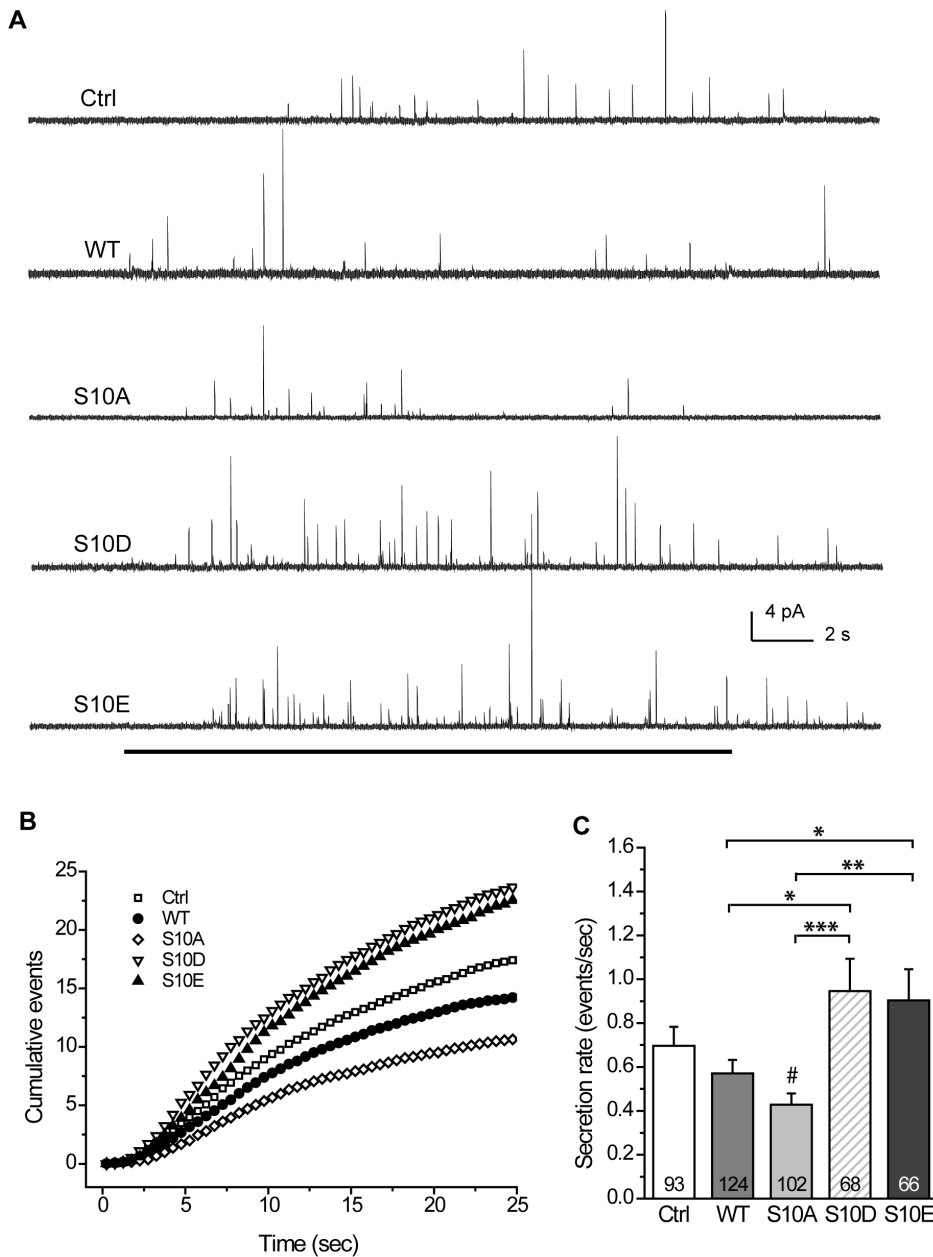 A
Ctrl
WT
S10A
S10D
4 pA
2 s
S10E
B
25
20
15
10
5
0
Cumulative events
Ctrl
WT
S10A
S10D
S10E
0 5 10 15 20 25
Time (sec)
C
1.6
1.4
1.2
1.0
0.8
0.6
0.4
0.2
0.0
Secretion rate (events/sec)
*
**
*
***
#
93 124 102 68 66
Ctrl WT S10A S10D S10E